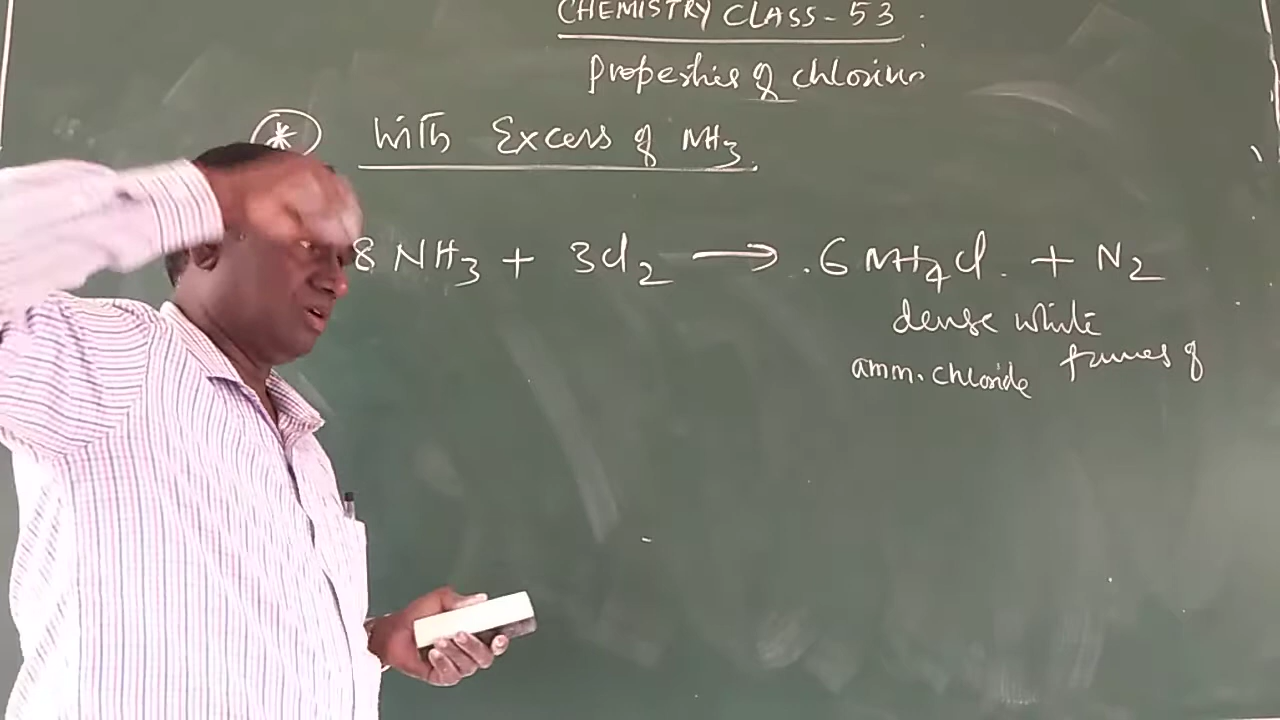 CHEMISTRY CLASS - 53
Properties of chlorine
* With Excess of NH3
8 NH3 + 3Cl2 → 6 NH4Cl + N2
dense white
fumes of
amm. chloride